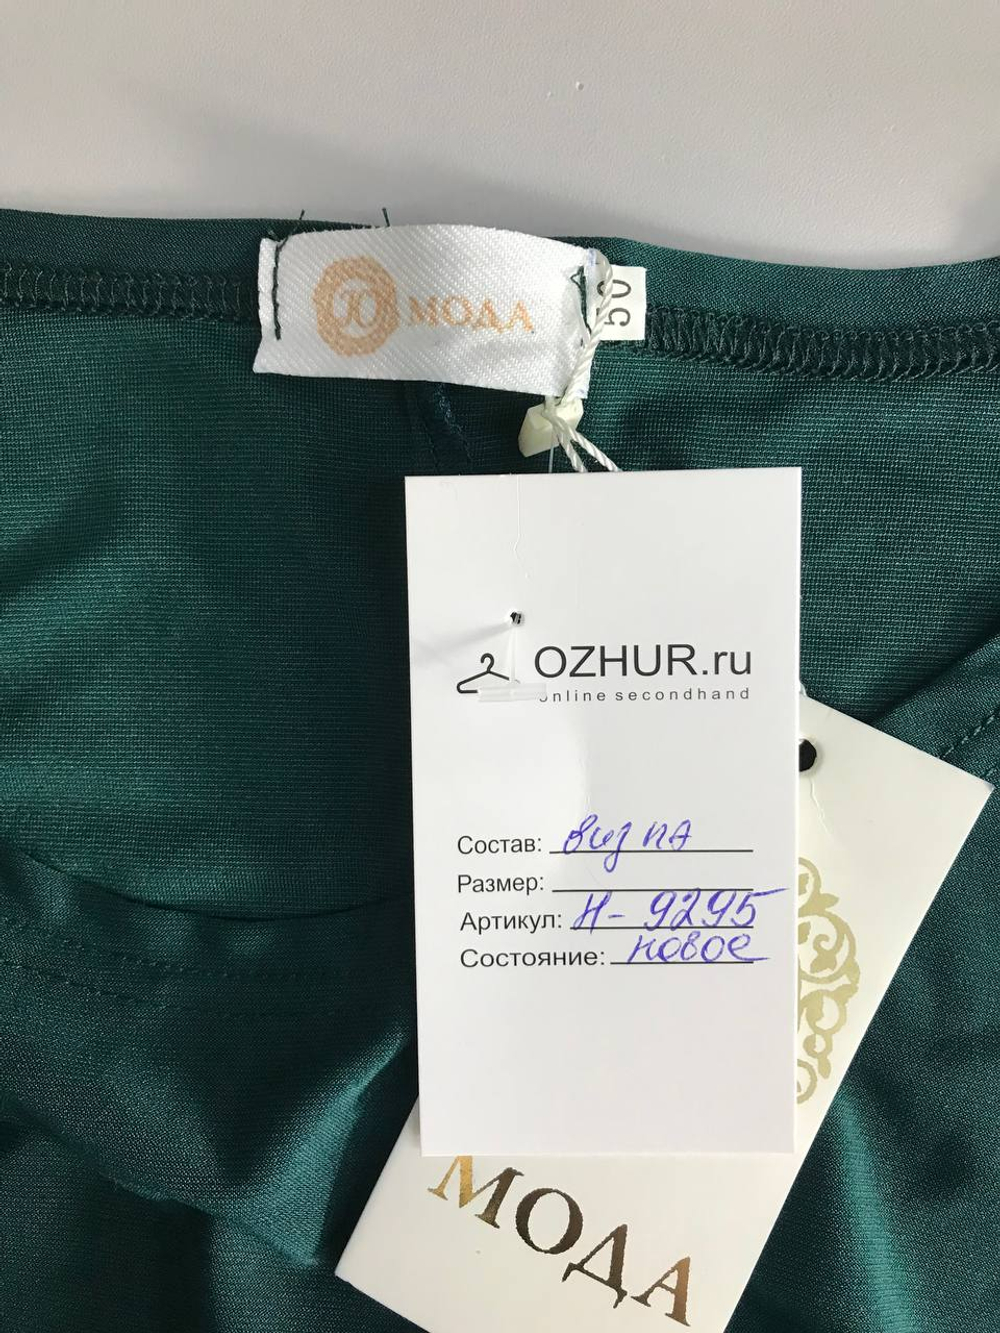 Ю МОДА
50
OZHUR.ru
online secondhand
Состав: виз ПА
Размер:
Артикул: Н-9295
Состояние: новое
МОДА